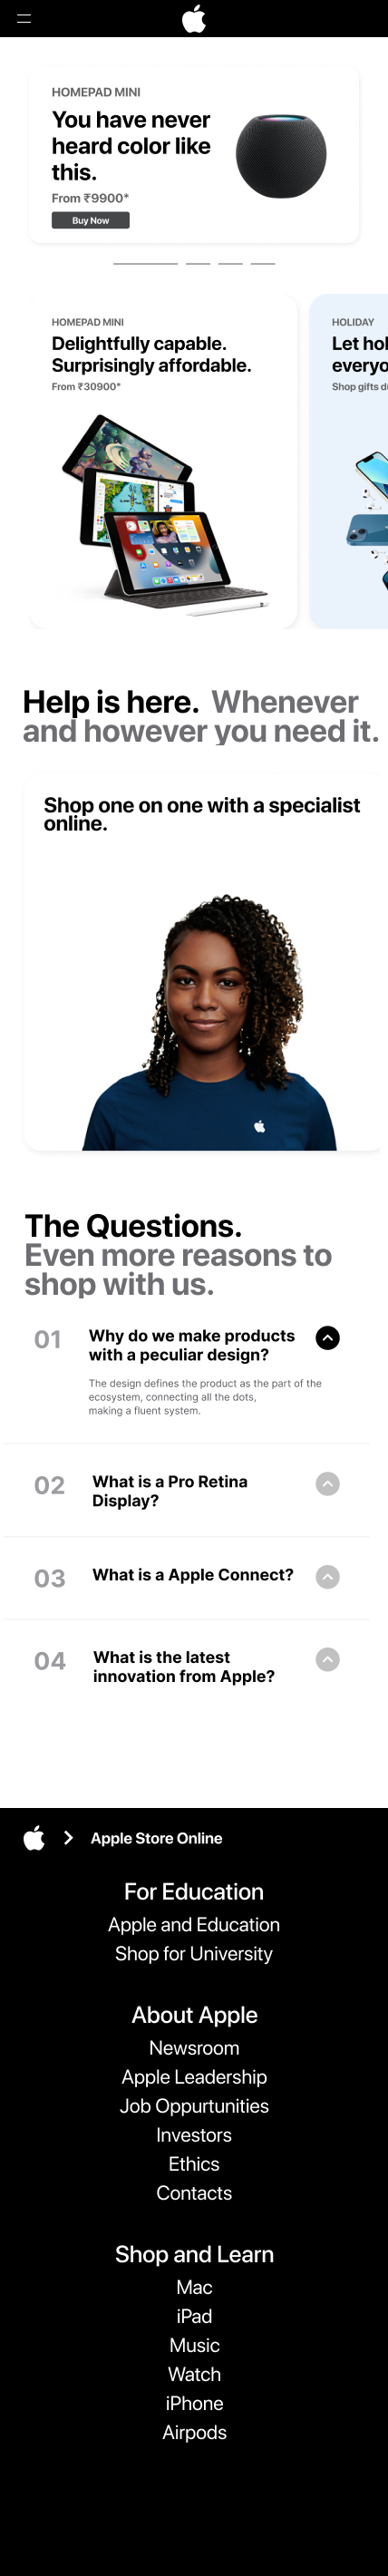 HOMEPAD MINI
You have never
heard color like
this.
From ₹9900*
Buy Now
HOMEPAD MINI
Delightfully capable.
Surprisingly affordable.
From ₹30900*
HOLIDAY
Let hol
everyo
Shop gifts d
Help is here. Whenever
and however you need it.
Shop one on one with a specialist
online.
The Questions.
Even more reasons to
shop with us.
01
Why do we make products
with a peculiar design?
The design defines the product as the part of the
ecosystem, connecting all the dots,
making a fluent system.
02
What is a Pro Retina
Display?
03
What is a Apple Connect?
04
What is the latest
innovation from Apple?
Apple Store Online
For Education
Apple and Education
Shop for University
About Apple
Newsroom
Apple Leadership
Job Oppurtunities
Investors
Ethics
Contacts
Shop and Learn
Mac
iPad
Music
Watch
iPhone
Airpods